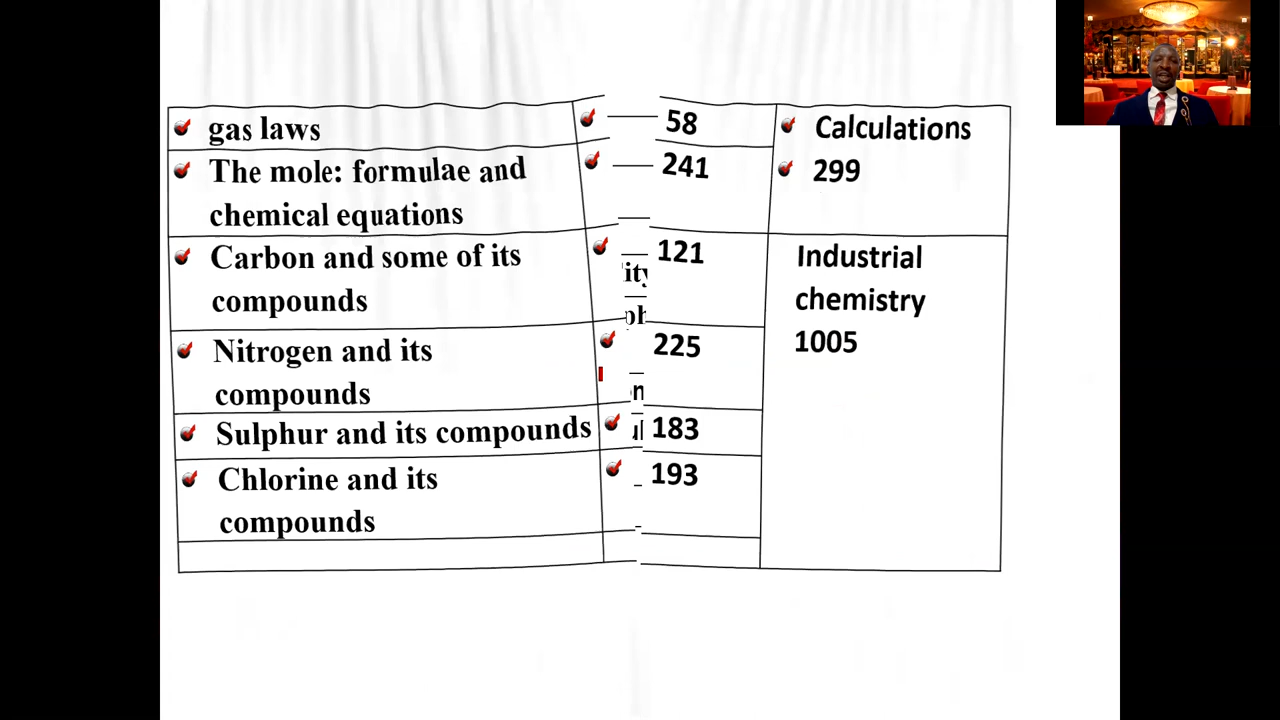 gas laws 58 Calculations
The mole: formulae and 241 299
chemical equations
Carbon and some of its 121 Industrial
compounds chemistry
Nitrogen and its 225 1005
compounds
Sulphur and its compounds 183
Chlorine and its 193
compounds